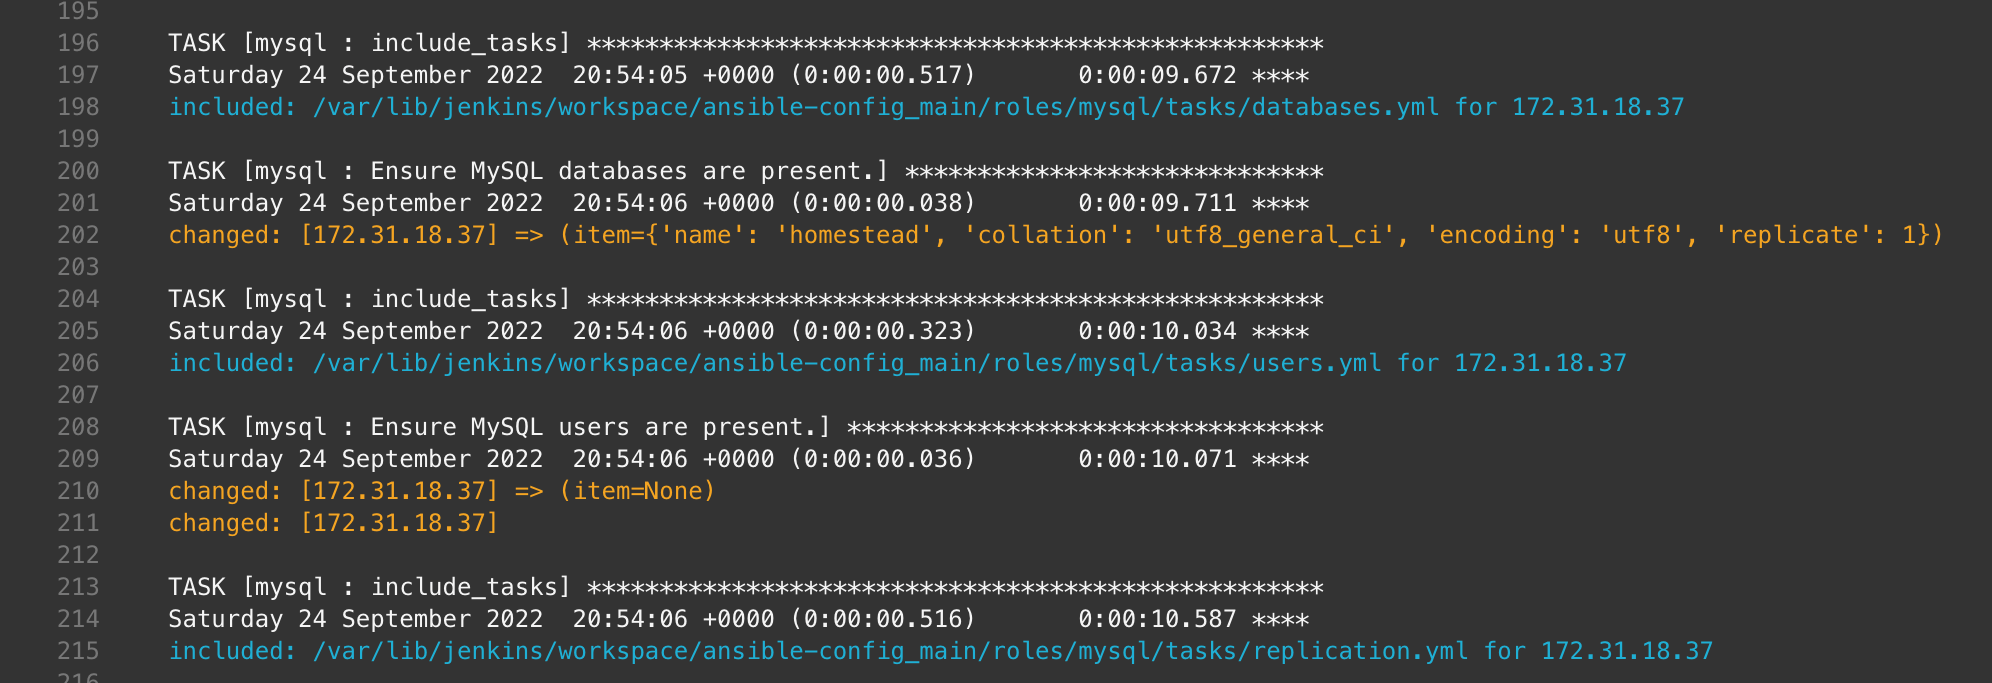 195
196 TASK [mysql : include_tasks] ***************************************************
197 Saturday 24 September 2022  20:54:05 +0000 (0:00:00.517)       0:00:09.672 ****
198 included: /var/lib/jenkins/workspace/ansible-config_main/roles/mysql/tasks/databases.yml for 172.31.18.37
199
200 TASK [mysql : Ensure MySQL databases are present.] *****************************
201 Saturday 24 September 2022  20:54:06 +0000 (0:00:00.038)       0:00:09.711 ****
202 changed: [172.31.18.37] => (item={'name': 'homestead', 'collation': 'utf8_general_ci', 'encoding': 'utf8', 'replicate': 1})
203
204 TASK [mysql : include_tasks] ***************************************************
205 Saturday 24 September 2022  20:54:06 +0000 (0:00:00.323)       0:00:10.034 ****
206 included: /var/lib/jenkins/workspace/ansible-config_main/roles/mysql/tasks/users.yml for 172.31.18.37
207
208 TASK [mysql : Ensure MySQL users are present.] *********************************
209 Saturday 24 September 2022  20:54:06 +0000 (0:00:00.036)       0:00:10.071 ****
210 changed: [172.31.18.37] => (item=None)
211 changed: [172.31.18.37]
212
213 TASK [mysql : include_tasks] ***************************************************
214 Saturday 24 September 2022  20:54:06 +0000 (0:00:00.516)       0:00:10.587 ****
215 included: /var/lib/jenkins/workspace/ansible-config_main/roles/mysql/tasks/replication.yml for 172.31.18.37
216